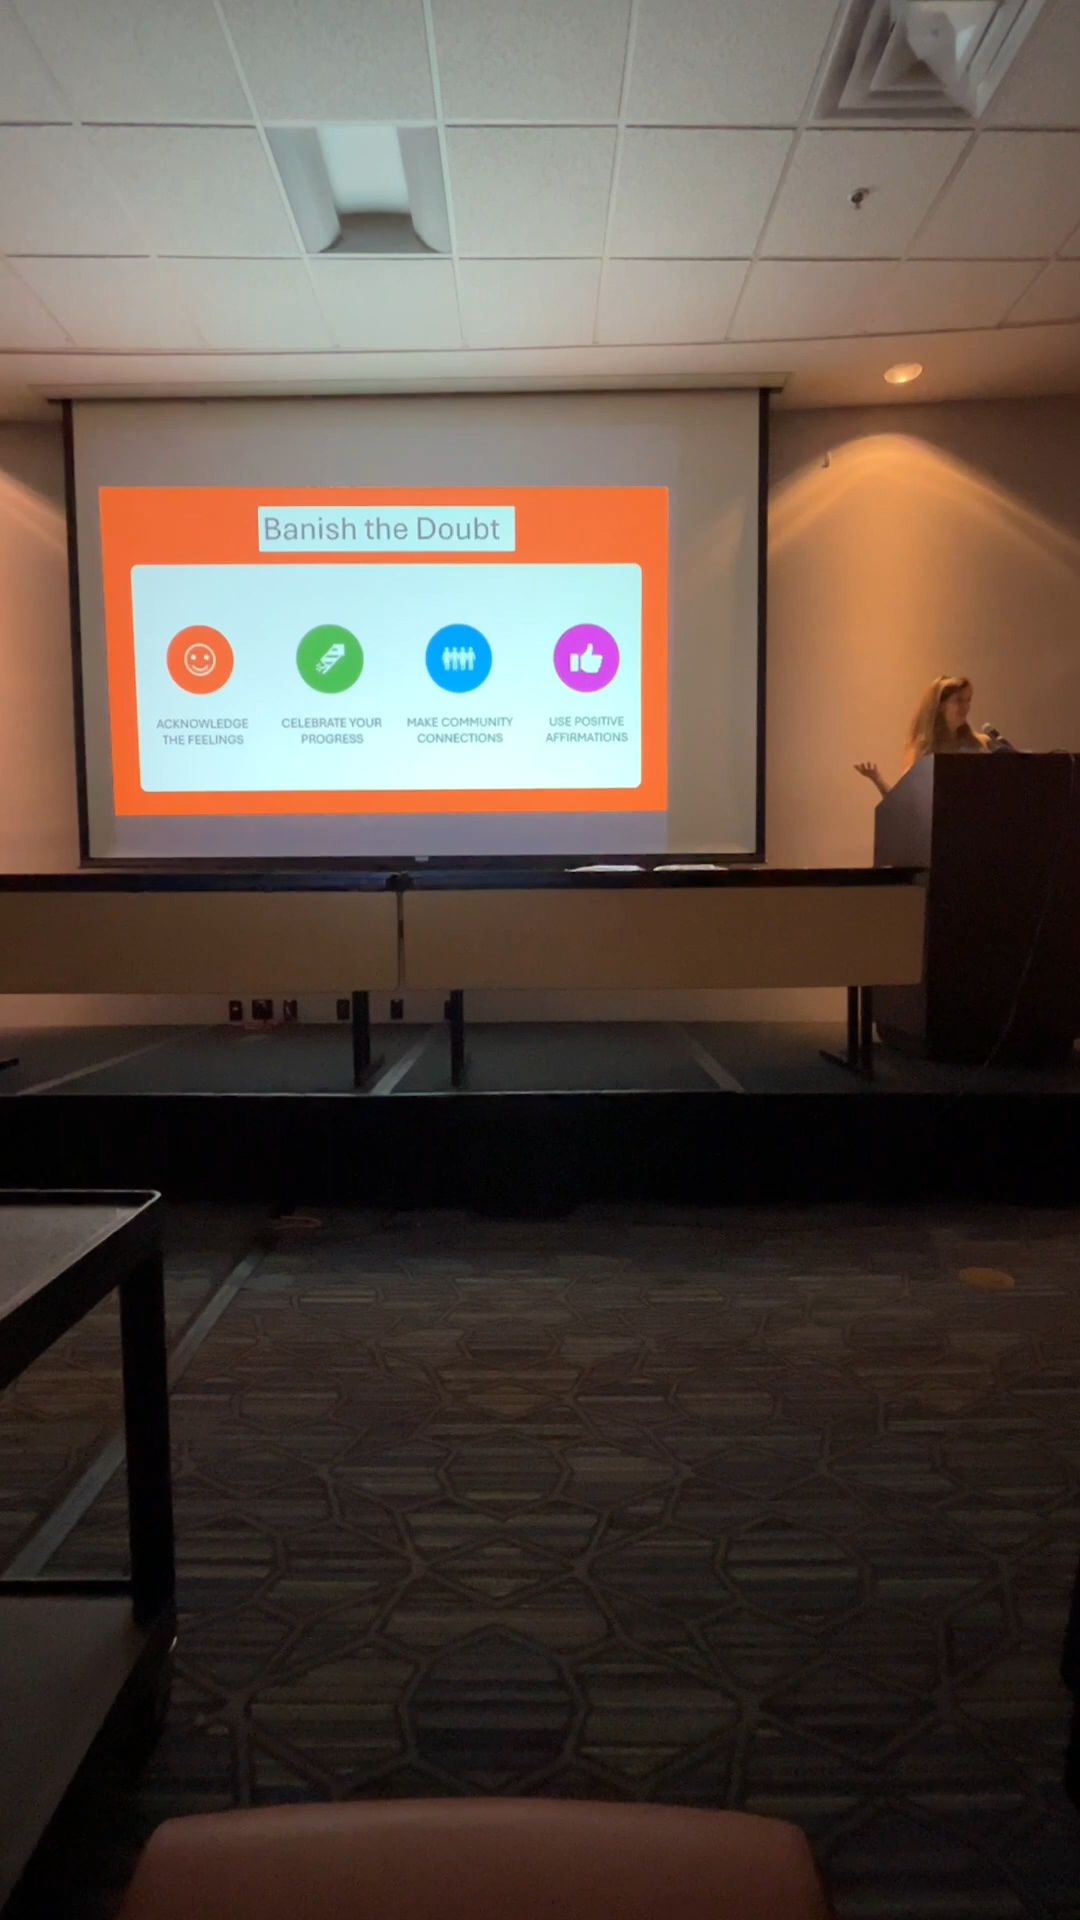 Banish the Doubt
ACKNOWLEDGE
THE FEELINGS
CELEBRATE YOUR
PROGRESS
MAKE COMMUNITY
CONNECTIONS
USE POSITIVE
AFFIRMATIONS